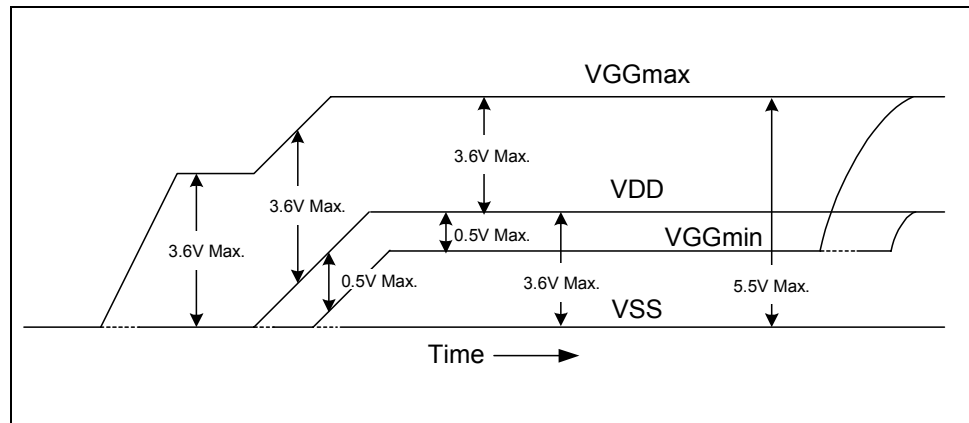 VGGmax
3.6V Max.
VDD
3.6V Max.
0.5V Max.
VGGmin
3.6V Max.
0.5V Max.
3.6V Max.
5.5V Max.
VSS
Time